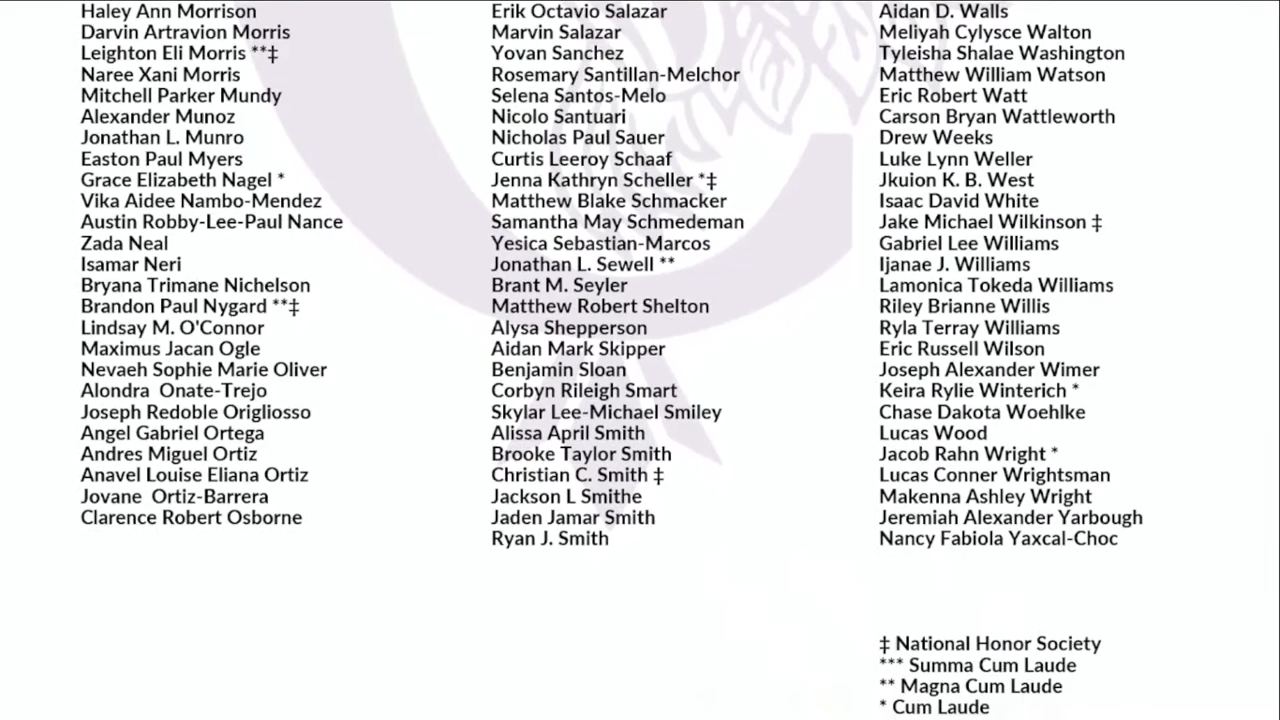 Haley Ann Morrison
Darvin Artravion Morris
Leighton Eli Morris **‡
Naree Xani Morris
Mitchell Parker Mundy
Alexander Munoz
Jonathan L. Munro
Easton Paul Myers
Grace Elizabeth Nagel *
Vika Aidee Nambo-Mendez
Austin Robby-Lee-Paul Nance
Zada Neal
Isamar Neri
Bryana Trimane Nichelson
Brandon Paul Nygard **‡
Lindsay M. O'Connor
Maximus Jacan Ogle
Nevaeh Sophie Marie Oliver
Alondra  Onate-Trejo
Joseph Redoble Origliosso
Angel Gabriel Ortega
Andres Miguel Ortiz
Anavel Louise Eliana Ortiz
Jovane  Ortiz-Barrera
Clarence Robert Osborne
Erik Octavio Salazar
Marvin Salazar
Yovan Sanchez
Rosemary Santillan-Melchor
Selena Santos-Melo
Nicolo Santuari
Nicholas Paul Sauer
Curtis Leeroy Schaaf
Jenna Kathryn Scheller *‡
Matthew Blake Schmacker
Samantha May Schmedeman
Yesica Sebastian-Marcos
Jonathan L. Sewell **
Brant M. Seyler
Matthew Robert Shelton
Alysa Shepperson
Aidan Mark Skipper
Benjamin Sloan
Corbyn Rileigh Smart
Skylar Lee-Michael Smiley
Alissa April Smith
Brooke Taylor Smith
Christian C. Smith ‡
Jackson L Smithe
Jaden Jamar Smith
Ryan J. Smith
Aidan D. Walls
Meliyah Cylysce Walton
Tyleisha Shalae Washington
Matthew William Watson
Eric Robert Watt
Carson Bryan Wattleworth
Drew Weeks
Luke Lynn Weller
Jkuion K. B. West
Isaac David White
Jake Michael Wilkinson ‡
Gabriel Lee Williams
Ijanae J. Williams
Lamonica Tokeda Williams
Riley Brianne Willis
Ryla Terray Williams
Eric Russell Wilson
Joseph Alexander Wimer
Keira Rylie Winterich *
Chase Dakota Woehlke
Lucas Wood
Jacob Rahn Wright *
Lucas Conner Wrightsman
Makenna Ashley Wright
Jeremiah Alexander Yarbough
Nancy Fabiola Yaxcal-Choc
‡ National Honor Society
*** Summa Cum Laude
** Magna Cum Laude
* Cum Laude